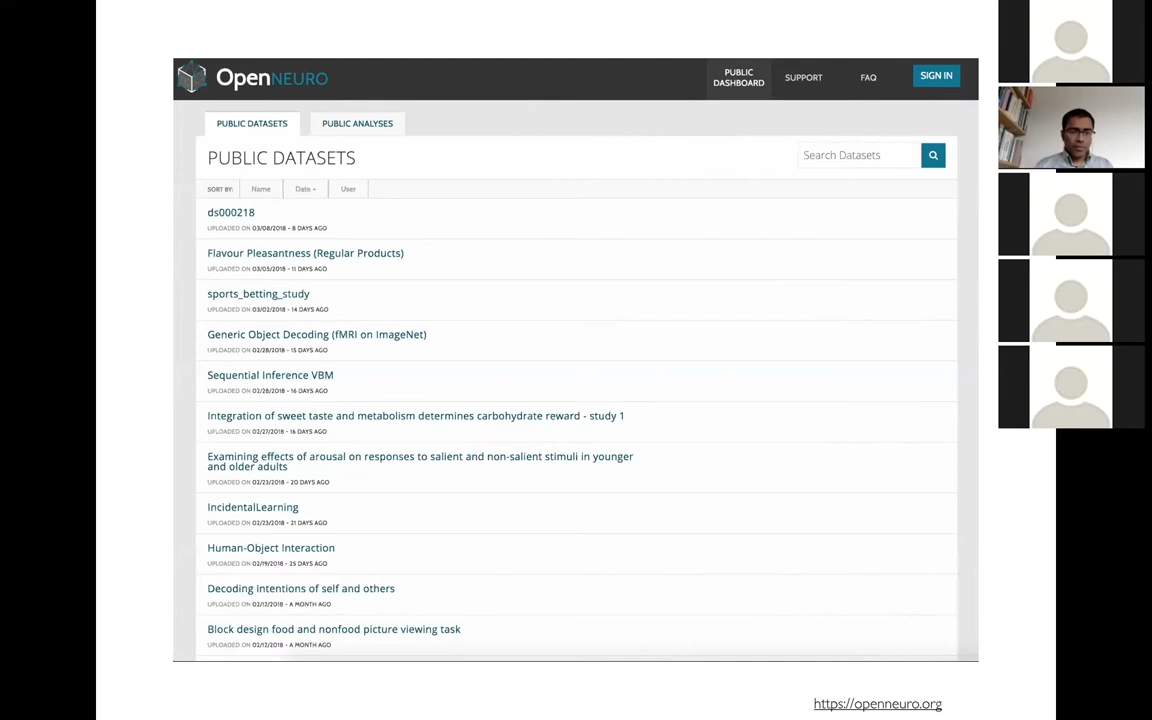 OpenNEURO
PUBLIC
DASHBOARD
SUPPORT
FAQ
SIGN IN
PUBLIC DATASETS
PUBLIC ANALYSES
PUBLIC DATASETS
Search Datasets
SORT BY:
Name
Date
User
ds000218
UPLOADED ON 03/08/2018 - 8 DAYS AGO
Flavour Pleasantness (Regular Products)
UPLOADED ON 03/05/2018 - 11 DAYS AGO
sports_betting_study
UPLOADED ON 03/02/2018 - 14 DAYS AGO
Generic Object Decoding (fMRI on ImageNet)
UPLOADED ON 02/28/2018 - 15 DAYS AGO
Sequential Inference VBM
UPLOADED ON 02/28/2018 - 16 DAYS AGO
Integration of sweet taste and metabolism determines carbohydrate reward - study 1
UPLOADED ON 02/27/2018 - 16 DAYS AGO
Examining effects of arousal on responses to salient and non-salient stimuli in younger
and older adults
UPLOADED ON 02/23/2018 - 20 DAYS AGO
IncidentalLearning
UPLOADED ON 02/23/2018 - 21 DAYS AGO
Human-Object Interaction
UPLOADED ON 02/19/2018 - 25 DAYS AGO
Decoding intentions of self and others
UPLOADED ON 02/13/2018 - A MONTH AGO
Block design food and nonfood picture viewing task
UPLOADED ON 02/12/2018 - A MONTH AGO
https://openneuro.org